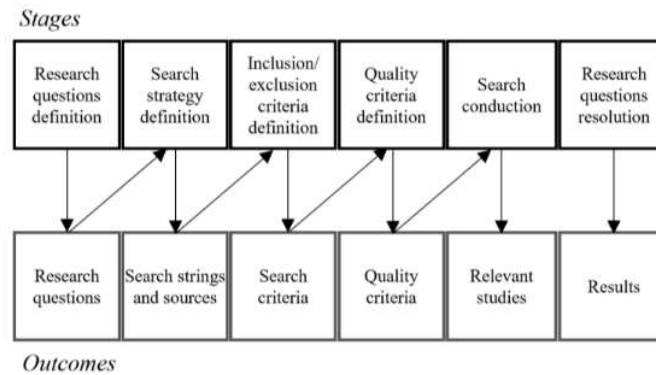 Stages
Research
questions
definition
Search
strategy
definition
Inclusion/
exclusion
criteria
definition
Quality
criteria
definition
Search
conduction
Research
questions
resolution
Research
questions
Search strings
and sources
Search
criteria
Quality
criteria
Relevant
studies
Results
Outcomes